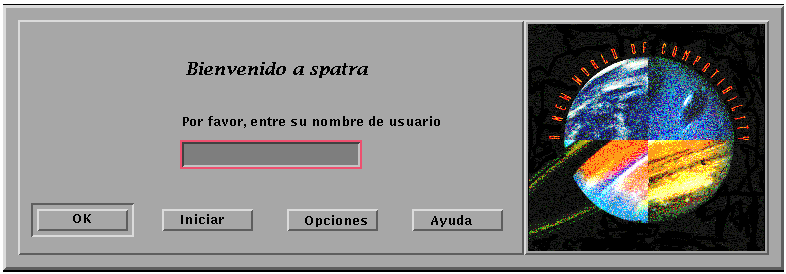 Bienvenido a spatra
Por favor, entre su nombre de usuario
OK
Iniciar
Opciones
Ayuda
A NEW WORLD OF COMPATIBILITY